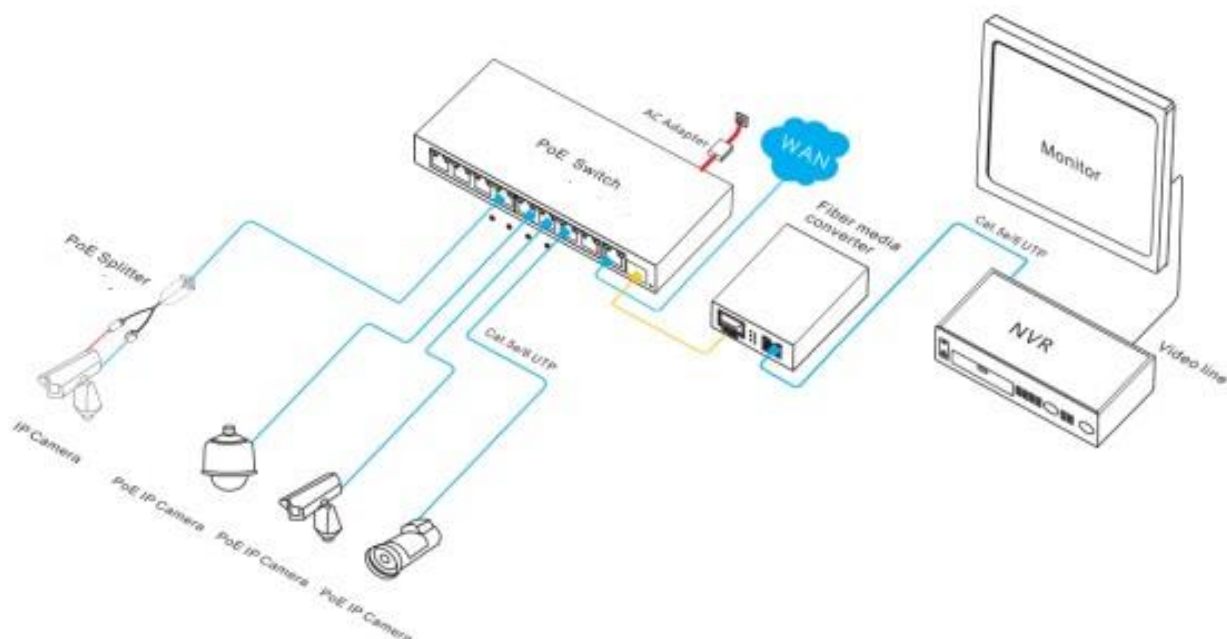 AC Adapter
PoE Switch
WAN
Monitor
Fiber media
converter
Cat.5e/6 UTP
NVR
Video line
PoE Splitter
Cat.5e/6 UTP
IP Camera
PoE IP Camera
PoE IP Camera
PoE IP Camera